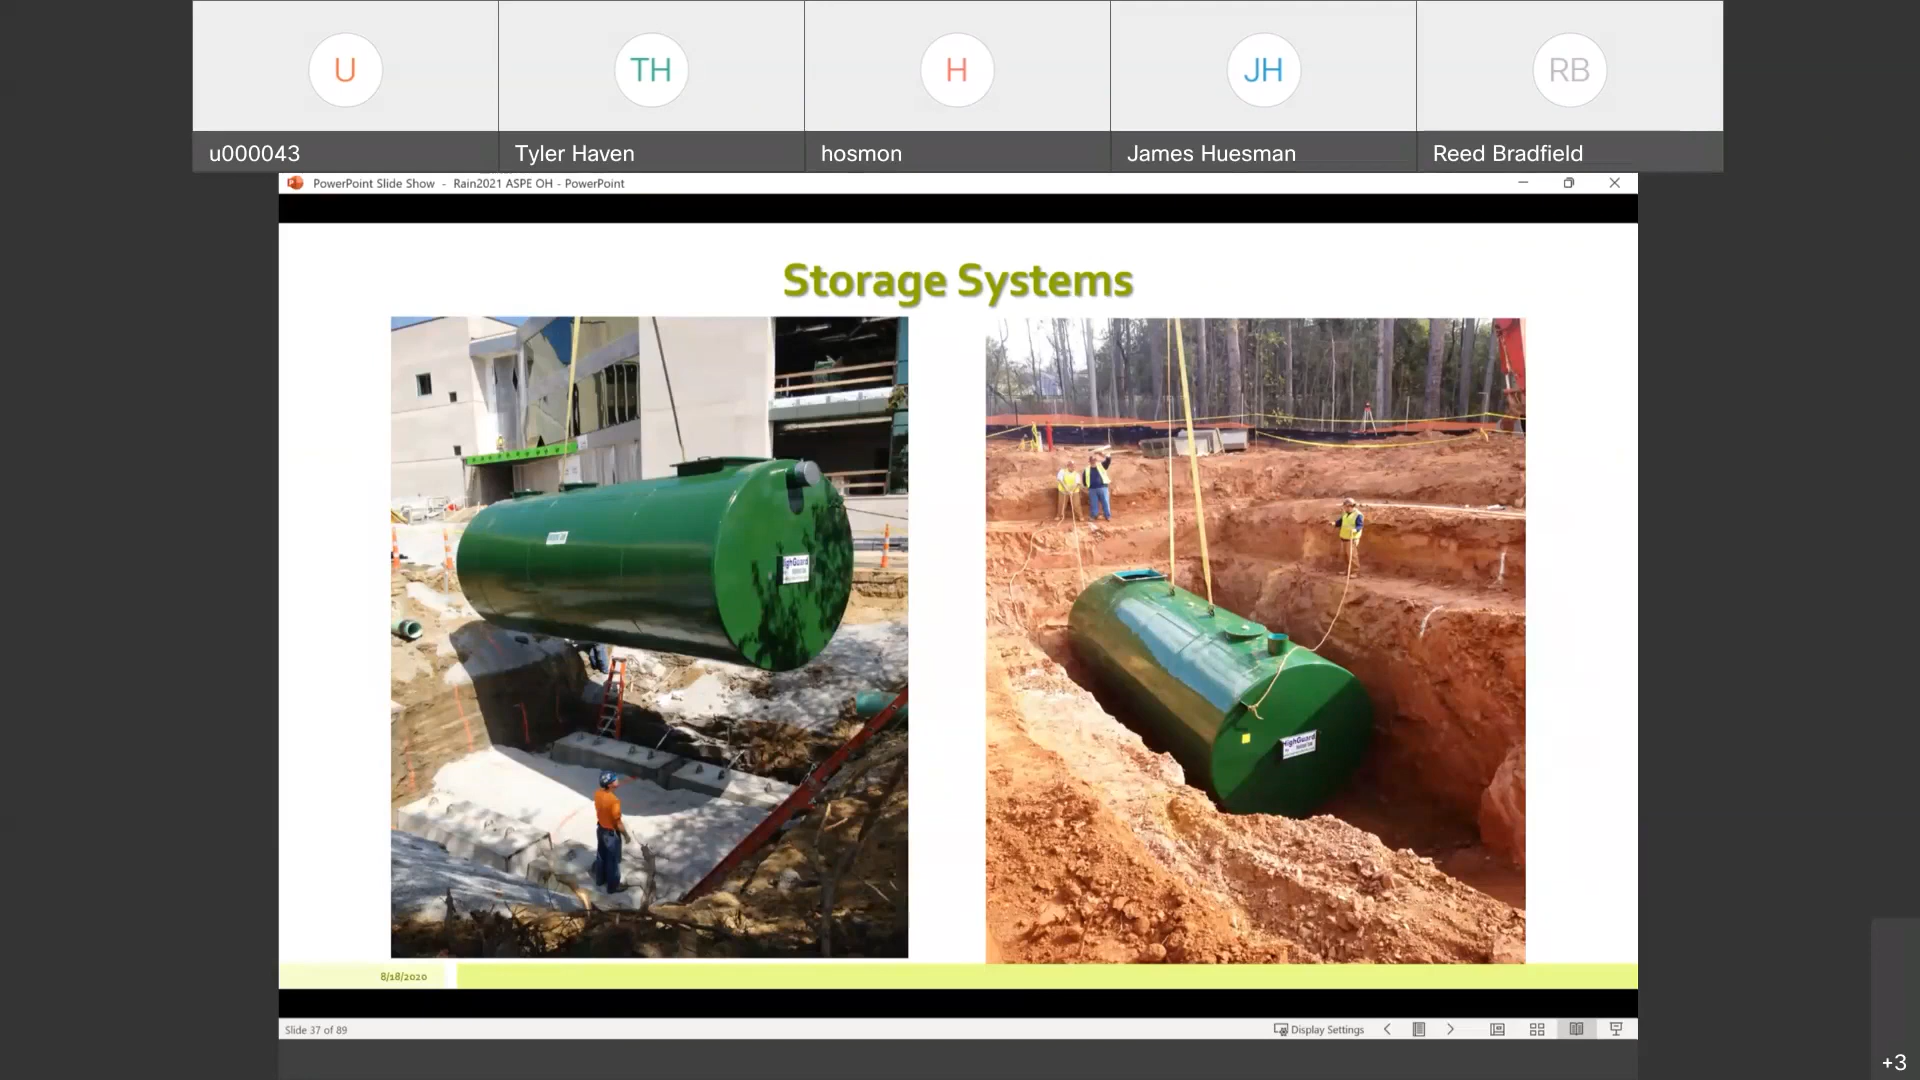 U
TH
H
JH
RB
u000043
Tyler Haven
hosmon
James Huesman
Reed Bradfield
PowerPoint Slide Show - Rain2021 ASPE OH - PowerPoint
Storage Systems
8/18/2020
Slide 37 of 89
Display Settings
+3